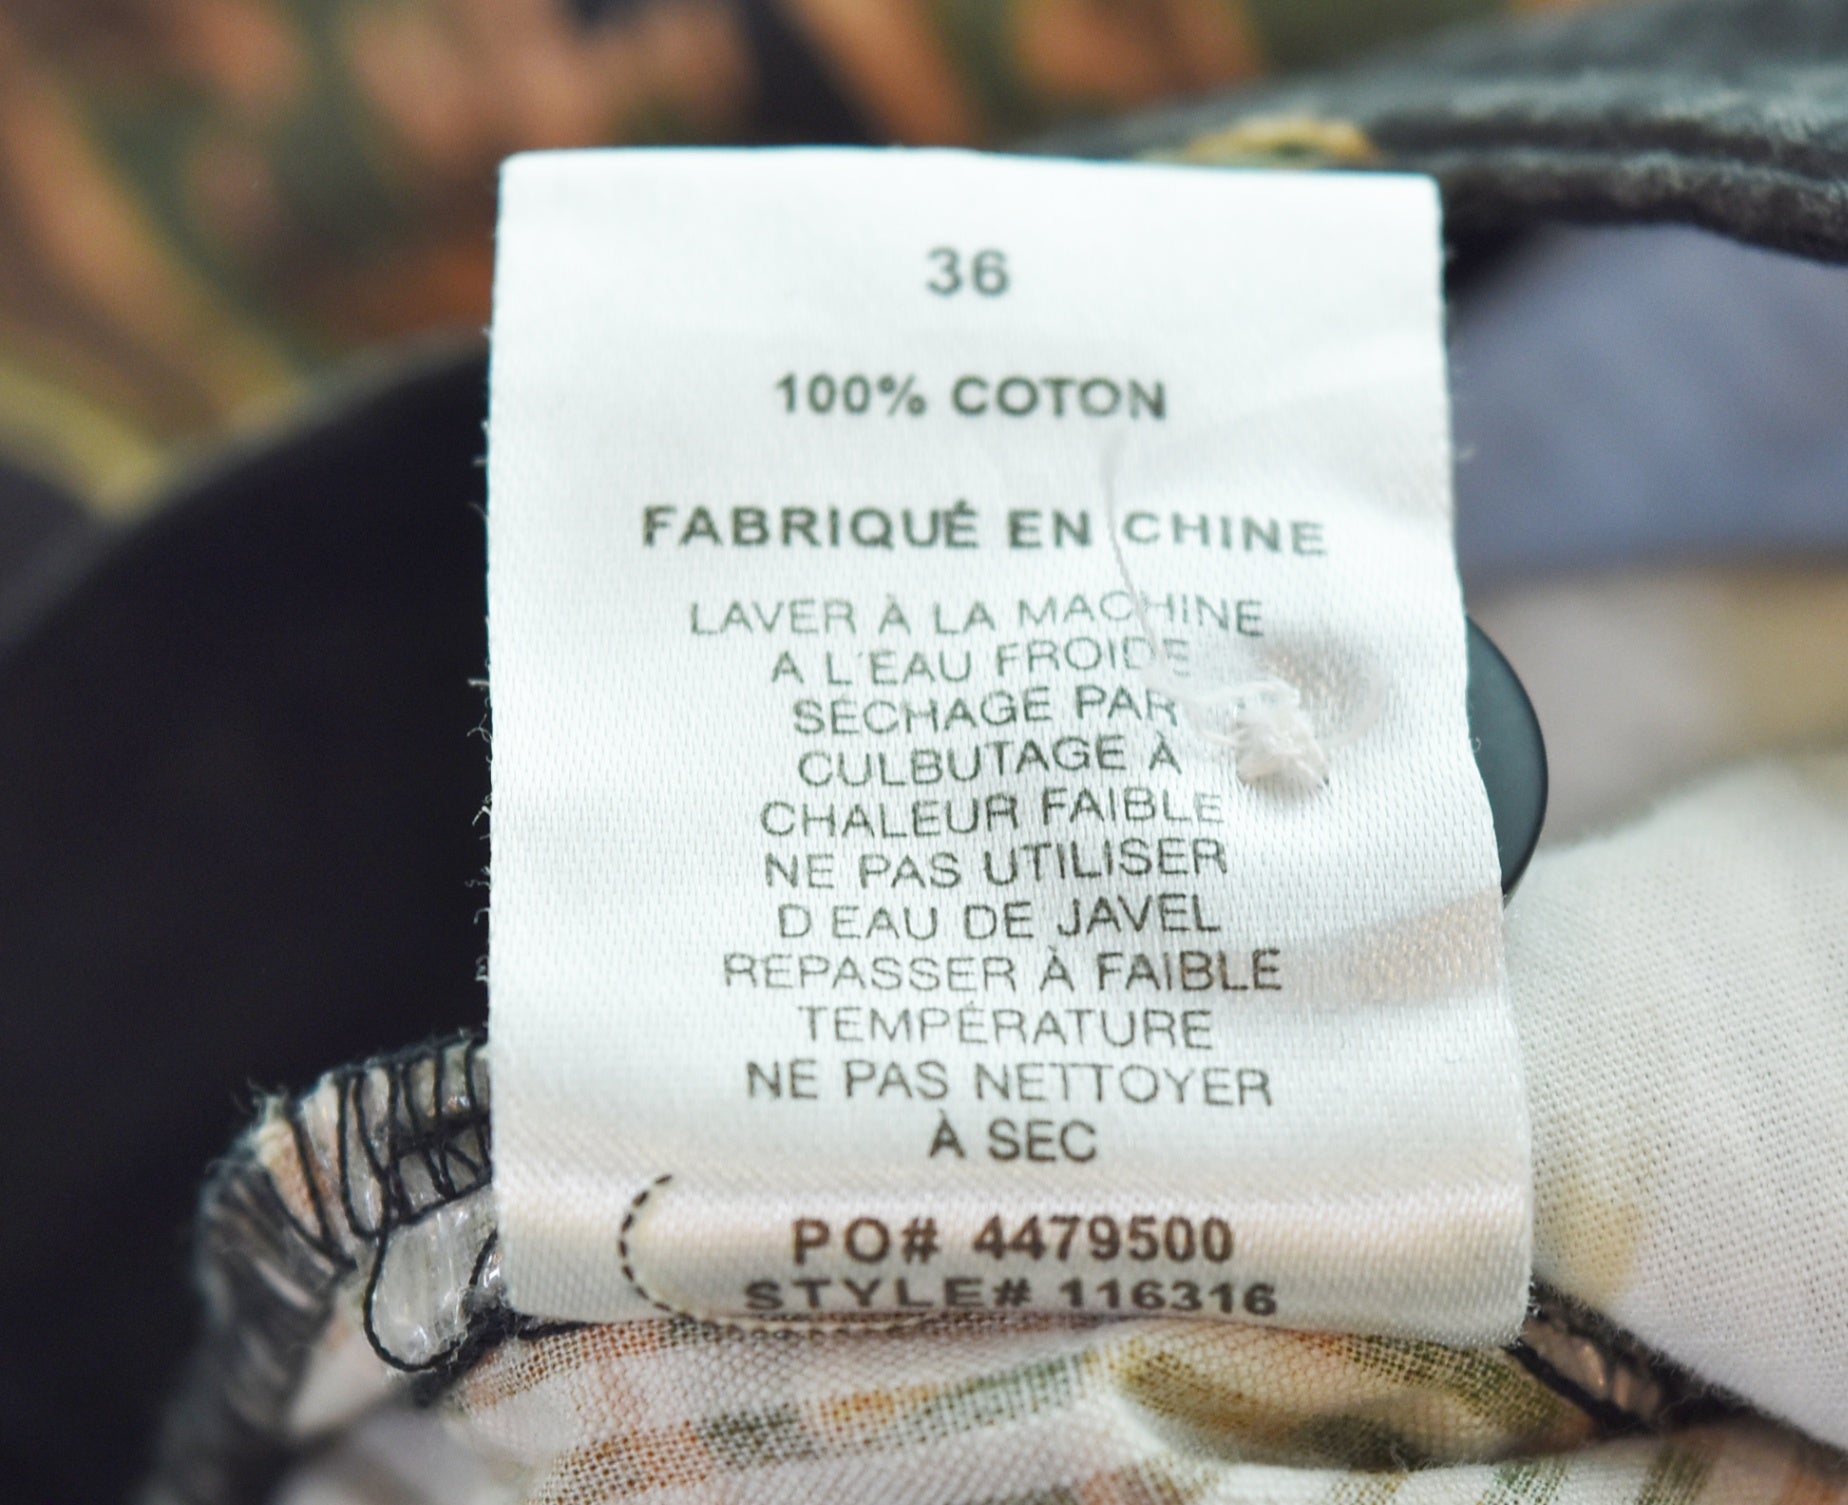 36
100% COTON
FABRIQUÉ EN CHINE
LAVER À LA MACHINE
A L'EAU FROIDE
SÉCHAGE PAR
CULBUTAGE À
CHALEUR FAIBLE
NE PAS UTILISER
D EAU DE JAVEL
REPASSER À FAIBLE
TEMPÉRATURE
NE PAS NETTOYER
À SEC
PO# 4479500
STYLE# 116316